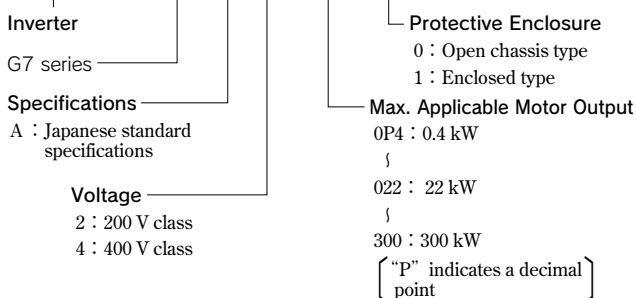 Inverter
G7 series
Specifications
A : Japanese standard
specifications
Voltage
2 : 200 V class
4 : 400 V class
Protective Enclosure
0 : Open chassis type
1 : Enclosed type
Max. Applicable Motor Output
0P4 : 0.4 kW
~
022 : 22 kW
~
300 : 300 kW
“P” indicates a decimal
point